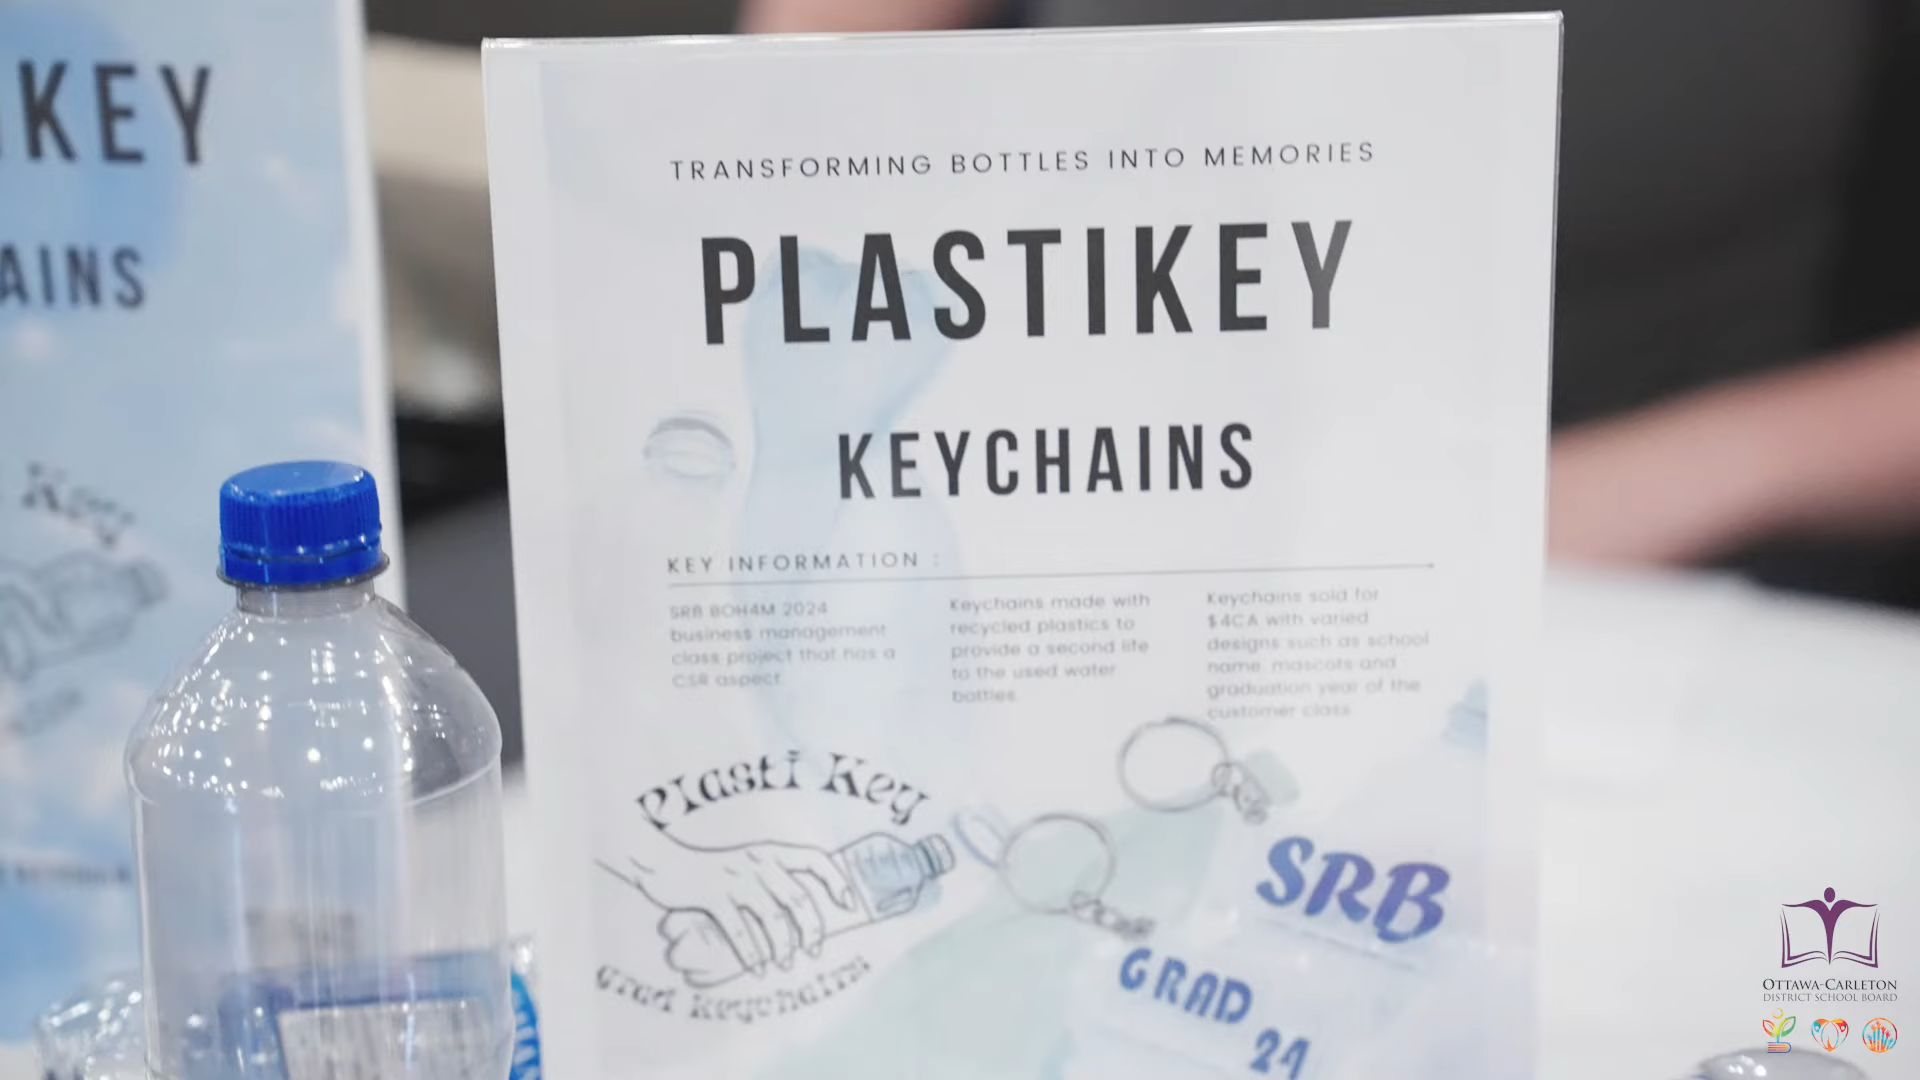 KEY
AINS
Key
TRANSFORMING BOTTLES INTO MEMORIES
PLASTIKEY
KEYCHAINS
KEY INFORMATION :
SRB BOH4M 2024
business management
class project that has a
CSR aspect
Keychains made with
recycled plastics to
provide a second life
to the used water
bottles.
Keychains sold for
$4CA with varied
designs such as school
name, mascots and
graduation year of the
customer class
Plasti Key
Grad Keychains
SRB
GRAD
24
OTTAWA-CARLETON
DISTRICT SCHOOL BOARD